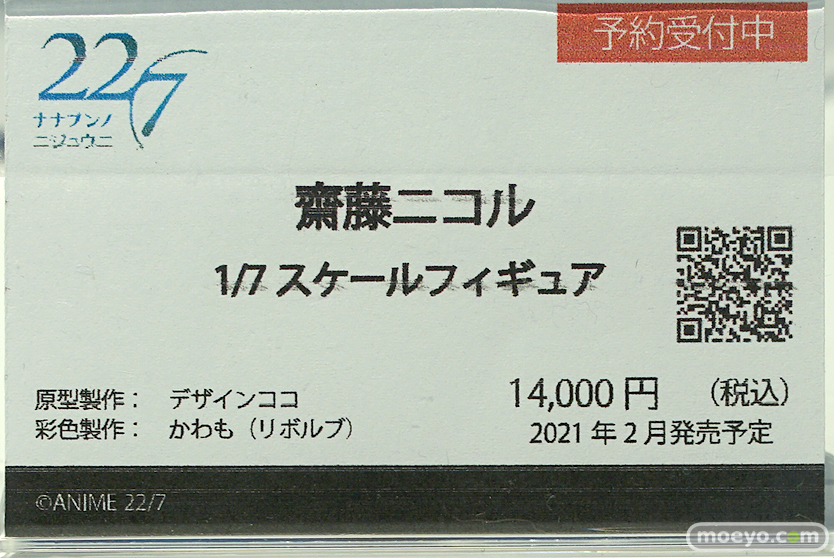 予約受付中
22/7
ナナブンノ
ニジュウニ
齋藤ニコル
1/7 スケールフィギュア
原型製作： デザインココ
彩色製作： かわも（リボルブ）
14,000 円 （税込）
2021 年 2 月発売予定
©ANIME 22/7
moeyo.com